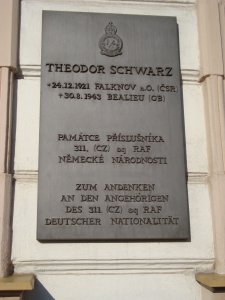 THEODOR SCHWARZ
*24.12.1921 FALKNOV n.O. (ČSR)
+30.8.1943 BEALIEU (GB)
PAMÁTCE PŘÍSLUŠNÍKA
311. (CZ) sq RAF
NĚMECKÉ NÁRODNOSTI
ZUM ANDENKEN
AN DEN ANGEHÖRIGEN
DES 311. (CZ) sq RAF
DEUTSCHER NATIONALITÄT